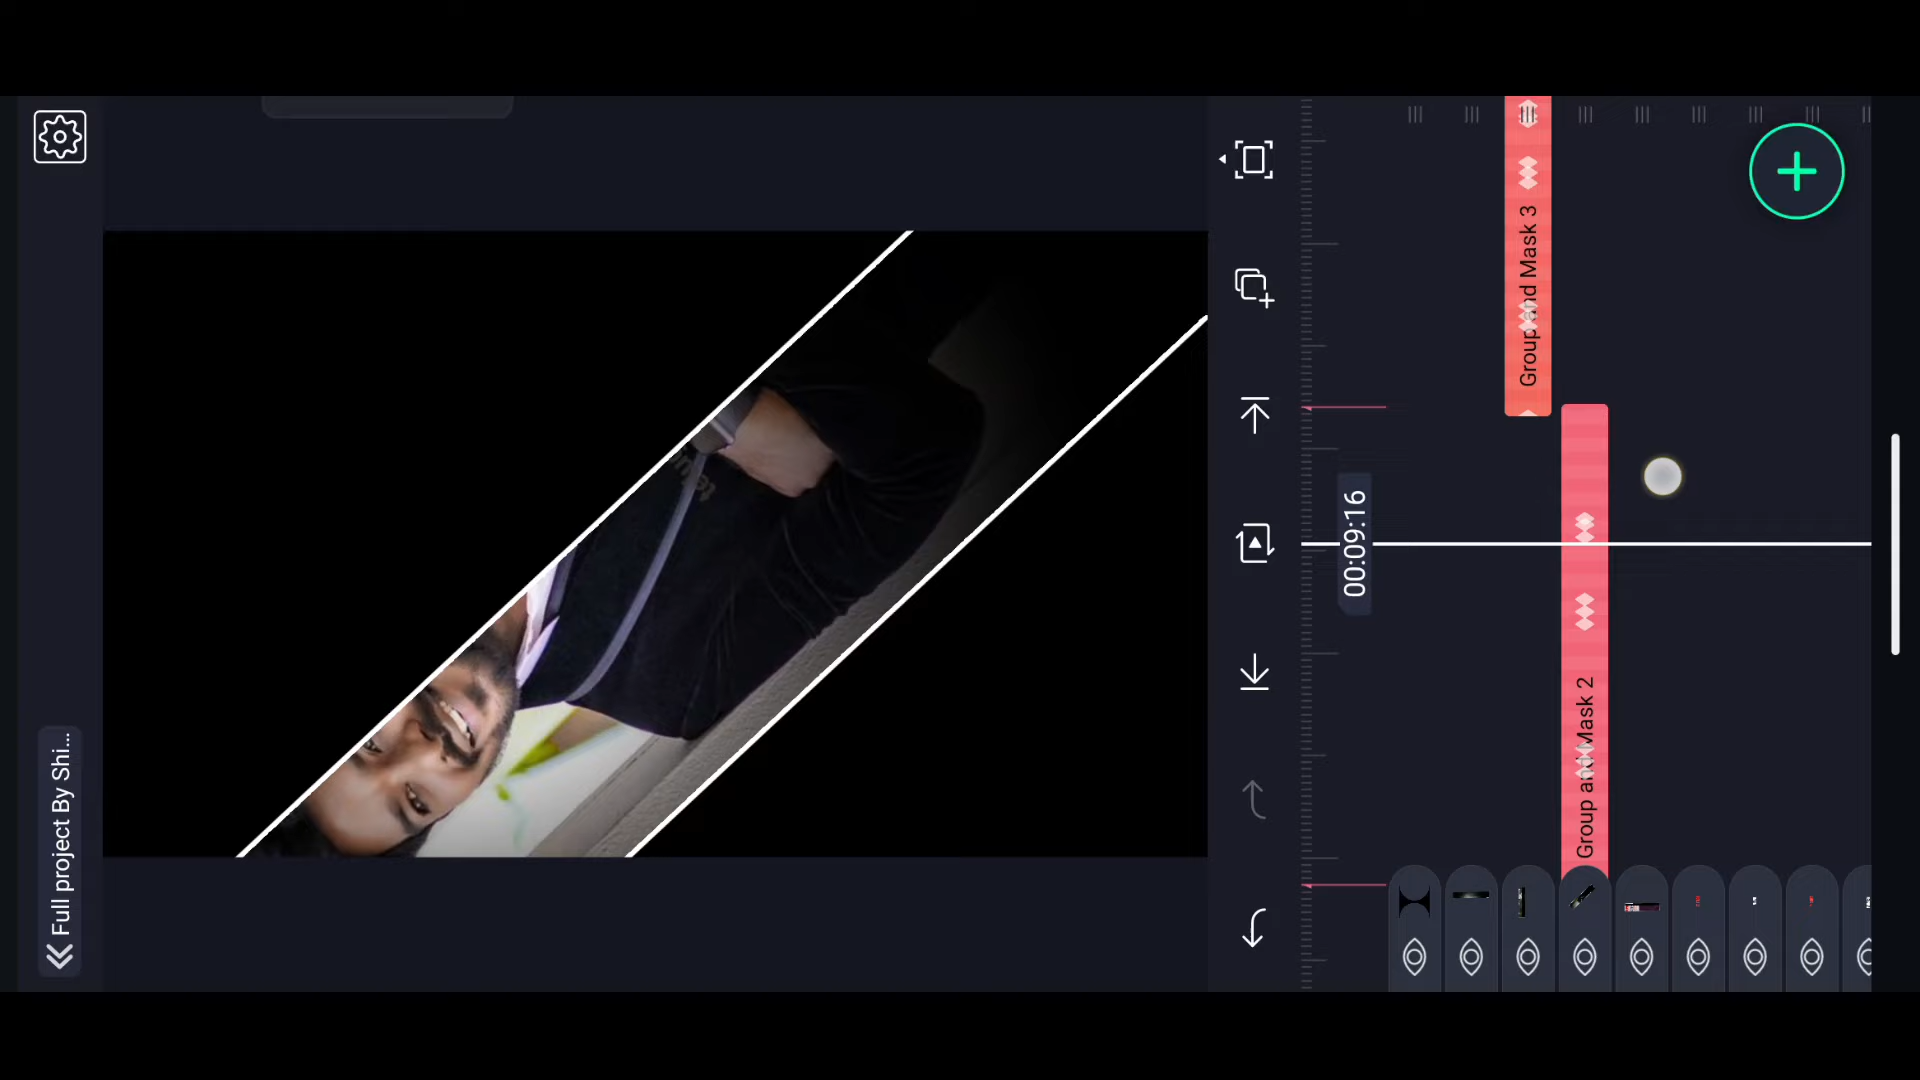 Full project By Shi...
00:09:16
Group and Mask 3
Group and Mask 2